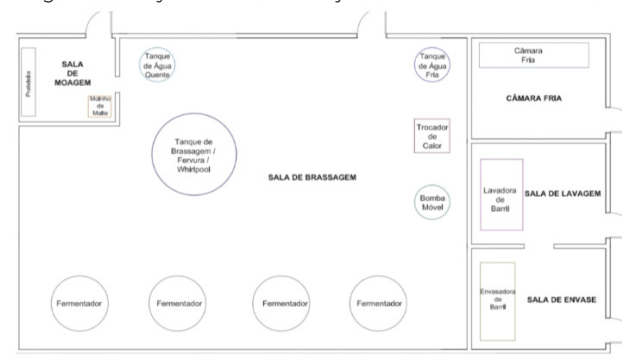 SALA
DE
MOAGEM
Prateleira
Moinho
de
Malte
Tanque
de Água
Quente
Tanque
de Água
Fria
Câmara
Fria
CÂMARA FRIA
Tanque de
Brassagem /
Fervura /
Whirlpool
Trocador
de
Calor
SALA DE BRASSAGEM
Bomba
Móvel
Lavadora
de
Barril
SALA DE LAVAGEM
Fermentador
Fermentador
Fermentador
Fermentador
Envasadora
de
Barril
SALA DE ENVASE